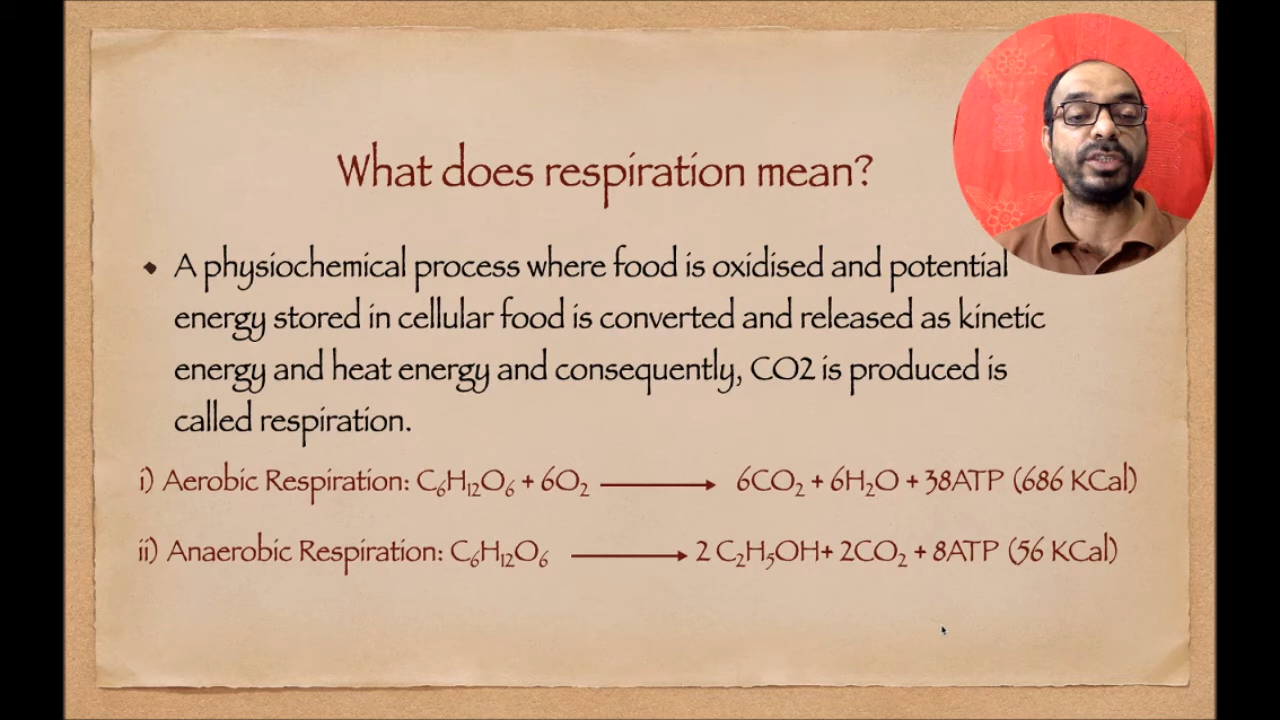 What does respiration mean?
A physiochemical process where food is oxidised and potential
energy stored in cellular food is converted and released as kinetic
energy and heat energy and consequently, CO2 is produced is
called respiration.
i) Aerobic Respiration: C₆H₁₂O₆ + 6O₂ ⟶ 6CO₂ + 6H₂O + 38ATP (686 KCal)
ii) Anaerobic Respiration: C₆H₁₂O₆ ⟶ 2 C₂H₅OH+ 2CO₂ + 8ATP (56 KCal)